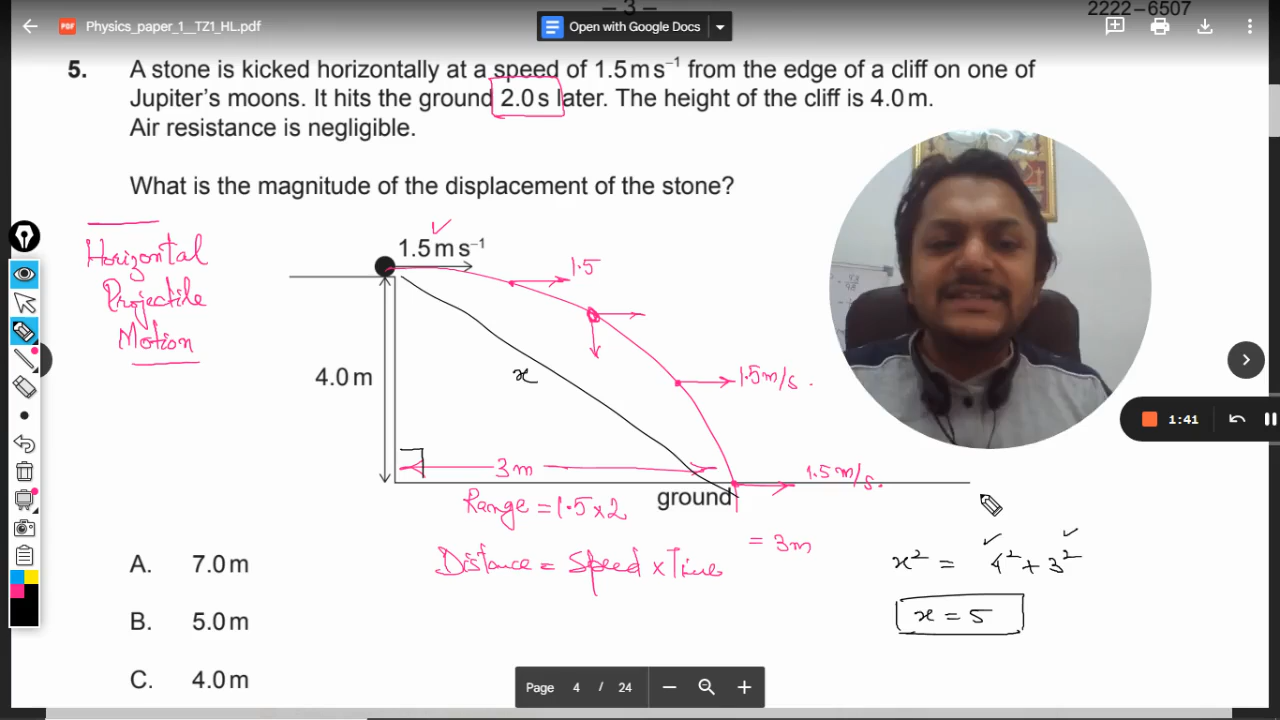 – 3 –
2222-6507
Physics_paper_1__TZ1_HL.pdf
Open with Google Docs
5. A stone is kicked horizontally at a speed of 1.5 m s⁻¹ from the edge of a cliff on one of
Jupiter's moons. It hits the ground 2.0 s later. The height of the cliff is 4.0 m.
Air resistance is negligible.
What is the magnitude of the displacement of the stone?
Horizontal
Projectile
Motion
1.5 m s⁻¹
1.5
4.0 m
x
1.5 m/s.
3m
1.5 m/s.
ground
Range = 1.5 x 2
= 3m
Distance = Speed x Time
x² = 4² + 3²
x = 5
1:41
A. 7.0 m
B. 5.0 m
C. 4.0 m
Page 4 / 24